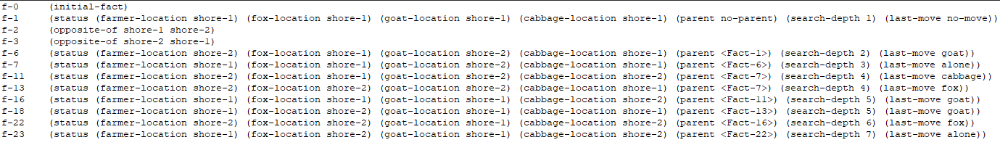 f-0     (initial-fact)
f-1     (status (farmer-location shore-1) (fox-location shore-1) (goat-location shore-1) (cabbage-location shore-1) (parent no-parent) (search-depth 1) (last-move no-move))
f-2     (opposite-of shore-1 shore-2)
f-3     (opposite-of shore-2 shore-1)
f-6     (status (farmer-location shore-2) (fox-location shore-1) (goat-location shore-2) (cabbage-location shore-1) (parent <Fact-1>) (search-depth 2) (last-move goat))
f-7     (status (farmer-location shore-1) (fox-location shore-1) (goat-location shore-2) (cabbage-location shore-1) (parent <Fact-6>) (search-depth 3) (last-move alone))
f-11    (status (farmer-location shore-2) (fox-location shore-1) (goat-location shore-2) (cabbage-location shore-2) (parent <Fact-7>) (search-depth 4) (last-move cabbage))
f-13    (status (farmer-location shore-2) (fox-location shore-2) (goat-location shore-2) (cabbage-location shore-1) (parent <Fact-7>) (search-depth 4) (last-move fox))
f-16    (status (farmer-location shore-1) (fox-location shore-1) (goat-location shore-1) (cabbage-location shore-2) (parent <Fact-11>) (search-depth 5) (last-move goat))
f-18    (status (farmer-location shore-1) (fox-location shore-2) (goat-location shore-1) (cabbage-location shore-1) (parent <Fact-13>) (search-depth 5) (last-move goat))
f-22    (status (farmer-location shore-2) (fox-location shore-2) (goat-location shore-1) (cabbage-location shore-2) (parent <Fact-16>) (search-depth 6) (last-move fox))
f-23    (status (farmer-location shore-1) (fox-location shore-2) (goat-location shore-1) (cabbage-location shore-2) (parent <Fact-22>) (search-depth 7) (last-move alone))